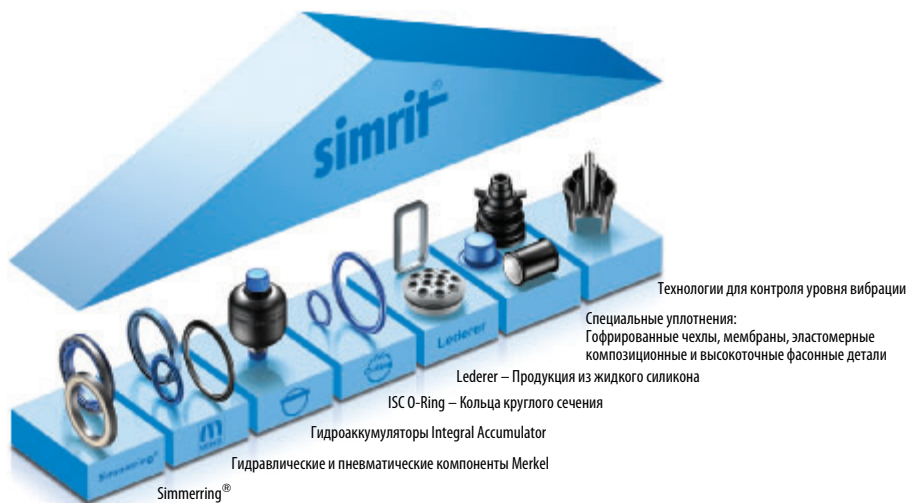 simrit®
Технологии для контроля уровня вибрации
Специальные уплотнения:
Гофрированные чехлы, мембраны, эластомерные
композиционные и высокоточные фасонные детали
Lederer
Lederer – Продукция из жидкого силикона
ISC O-Ring – Кольца круглого сечения
Гидроаккумуляторы Integral Accumulator
Гидравлические и пневматические компоненты Merkel
Simmerring®
Simmerring®